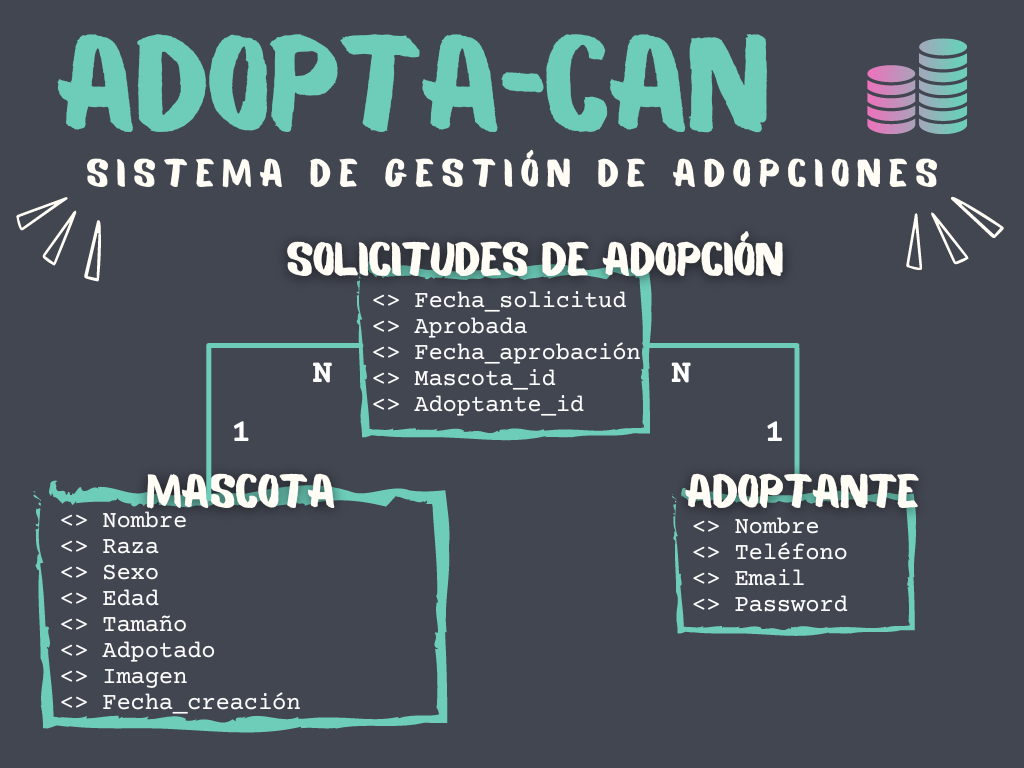 ADOPTA-CAN
SISTEMA DE GESTIÓN DE ADOPCIONES
SOLICITUDES DE ADOPCIÓN
<> Fecha_solicitud
<> Aprobada
<> Fecha_aprobación
<> Mascota_id
<> Adoptante_id
N
N
1
1
MASCOTA
<> Nombre
<> Raza
<> Sexo
<> Edad
<> Tamaño
<> Adpotado
<> Imagen
<> Fecha_creación
ADOPTANTE
<> Nombre
<> Teléfono
<> Email
<> Password